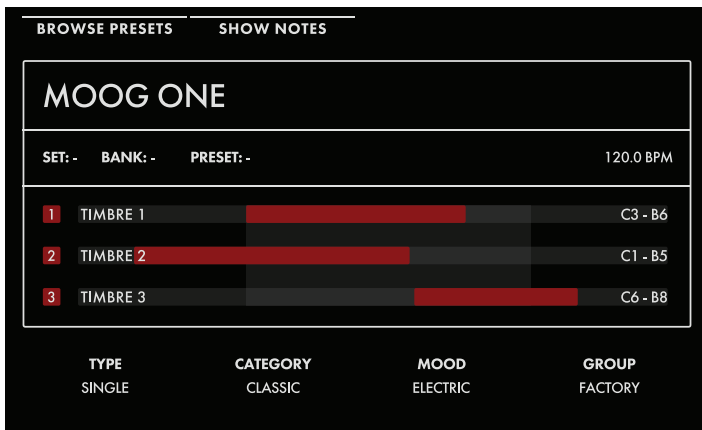 BROWSE PRESETS SHOW NOTES
MOOG ONE
SET: - BANK: - PRESET: - 120.0 BPM
1 TIMBRE 1 C3 - B6
2 TIMBRE 2 C1 - B5
3 TIMBRE 3 C6 - B8
TYPE CATEGORY MOOD GROUP
SINGLE CLASSIC ELECTRIC FACTORY